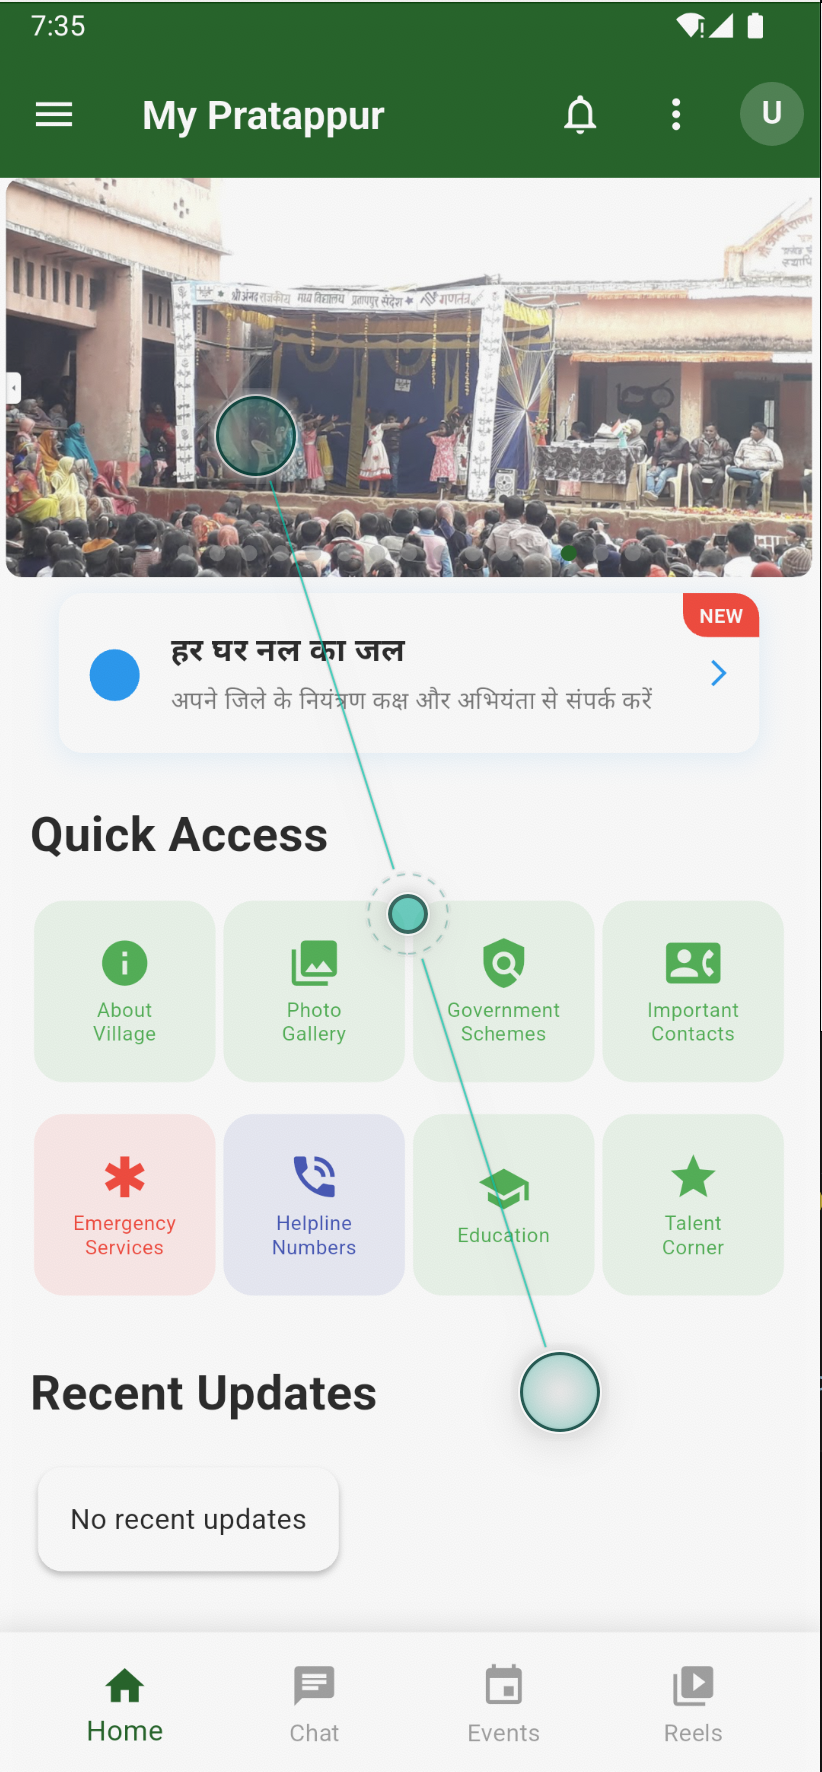 7:35
My Pratappur
U
मध्य विद्यालय प्रतापपुर संदेश
गणतंत्र
NEW
हर घर नल का जल
अपने जिले के नियंत्रण कक्ष और अभियंता से संपर्क करें
Quick Access
About
Village
Photo
Gallery
Government
Schemes
Important
Contacts
Emergency
Services
Helpline
Numbers
Education
Talent
Corner
Recent Updates
No recent updates
Home
Chat
Events
Reels